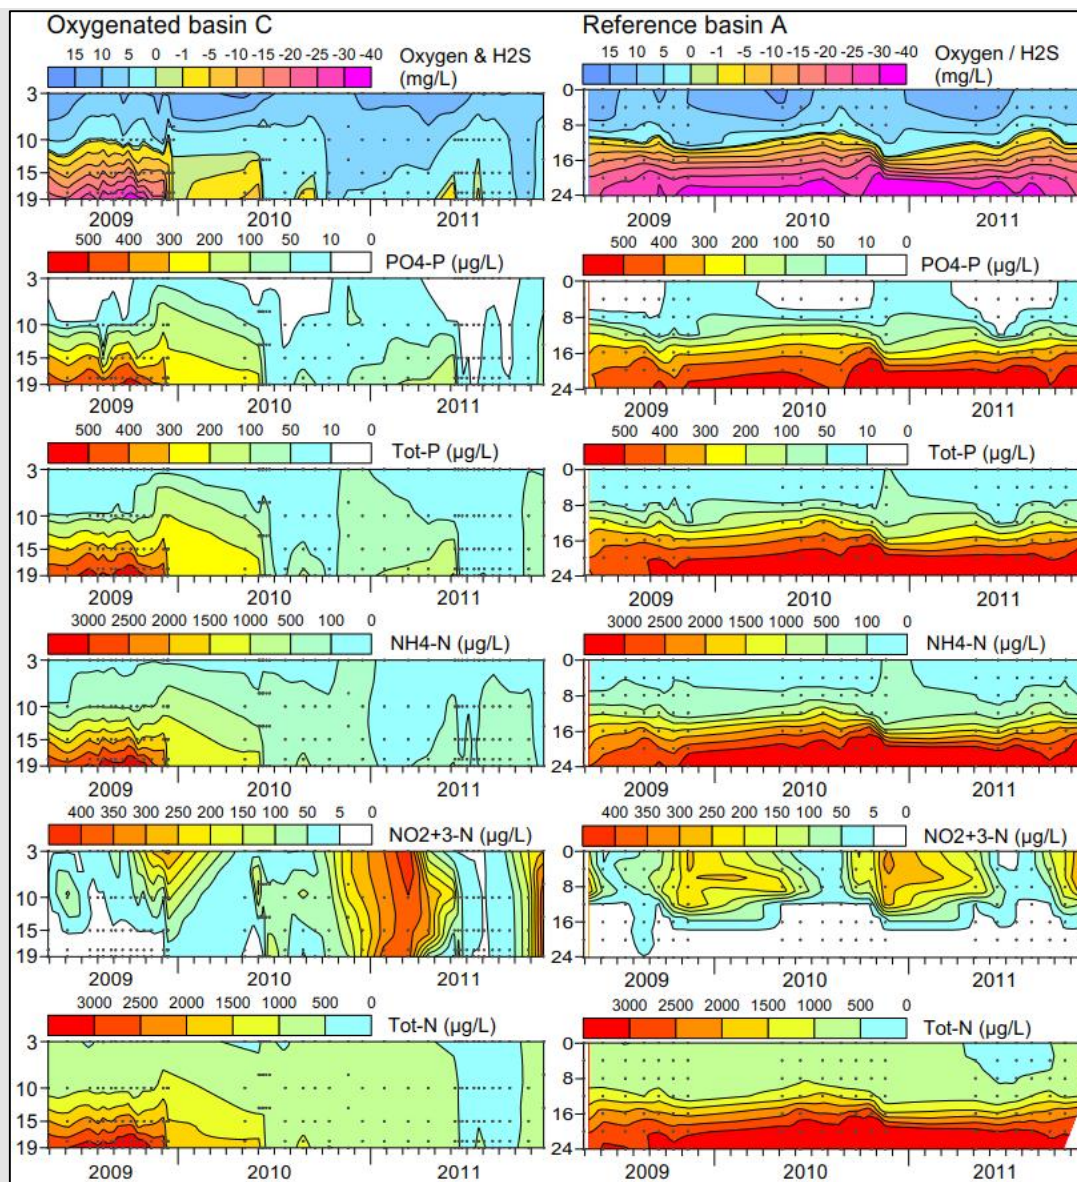 Oxygenated basin C
15 10 5 0 -1 -5 -10 -15 -20 -25 -30 -40
Oxygen & H2S
(mg/L)
3
10
15
19
2009 2010 2011
500 400 300 200 100 50 10 0
PO4-P (µg/L)
3
10
15
19
2009 2010 2011
500 400 300 200 100 50 10 0
Tot-P (µg/L)
3
10
15
19
2009 2010 2011
3000 2500 2000 1500 1000 500 100 0
NH4-N (µg/L)
3
10
15
19
2009 2010 2011
400 350 300 250 200 150 100 50 5 0
NO2+3-N (µg/L)
3
10
15
19
2009 2010 2011
3000 2500 2000 1500 1000 500 0
Tot-N (µg/L)
3
10
15
19
2009 2010 2011
Reference basin A
15 10 5 0 -1 -5 -10 -15 -20 -25 -30 -40
Oxygen / H2S
(mg/L)
0
8
16
24
2009 2010 2011
500 400 300 200 100 50 10 0
PO4-P (µg/L)
0
8
16
24
2009 2010 2011
500 400 300 200 100 50 10 0
Tot-P (µg/L)
0
8
16
24
2009 2010 2011
3000 2500 2000 1500 1000 500 100 0
NH4-N (µg/L)
0
8
16
24
2009 2010 2011
400 350 300 250 200 150 100 50 5 0
NO2+3-N (µg/L)
0
8
16
24
2009 2010 2011
3000 2500 2000 1500 1000 500 0
Tot-N (µg/L)
0
8
16
24
2009 2010 2011